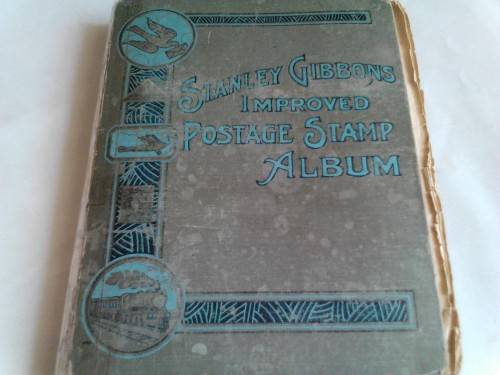 STANLEY GIBBONS
IMPROVED
POSTAGE STAMP
ALBUM